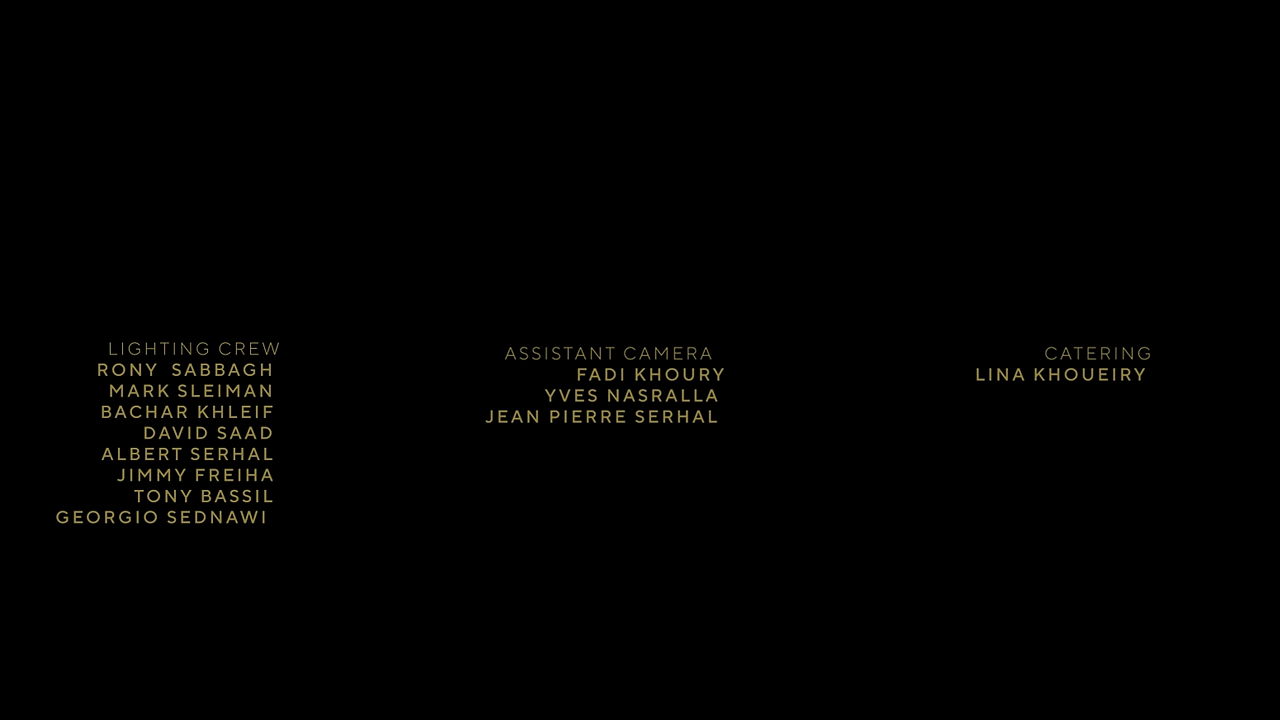 LIGHTING CREW
RONY SABBAGH
MARK SLEIMAN
BACHAR KHLEIF
DAVID SAAD
ALBERT SERHAL
JIMMY FREIHA
TONY BASSIL
GEORGIO SEDNAWI
ASSISTANT CAMERA
FADI KHOURY
YVES NASRALLA
JEAN PIERRE SERHAL
CATERING
LINA KHOUEIRY